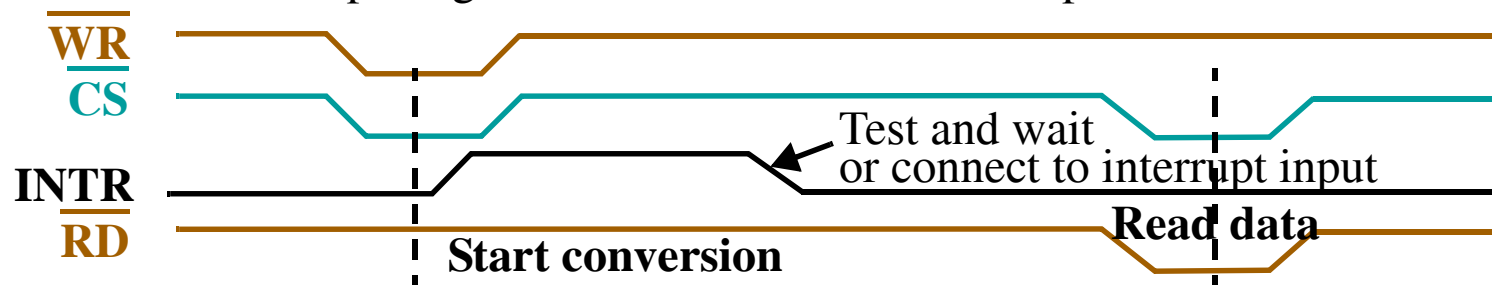 WR
CS
Test and wait
or connect to interrupt input
INTR
Read data
RD
Start conversion